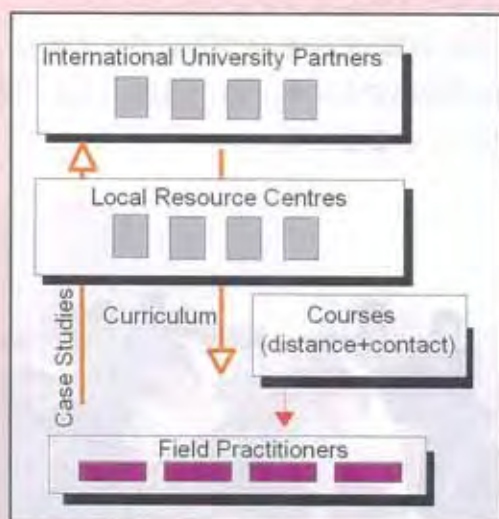 International University Partners
Local Resource Centres
Case Studies
Curriculum
Courses
(distance+contact)
Field Practitioners